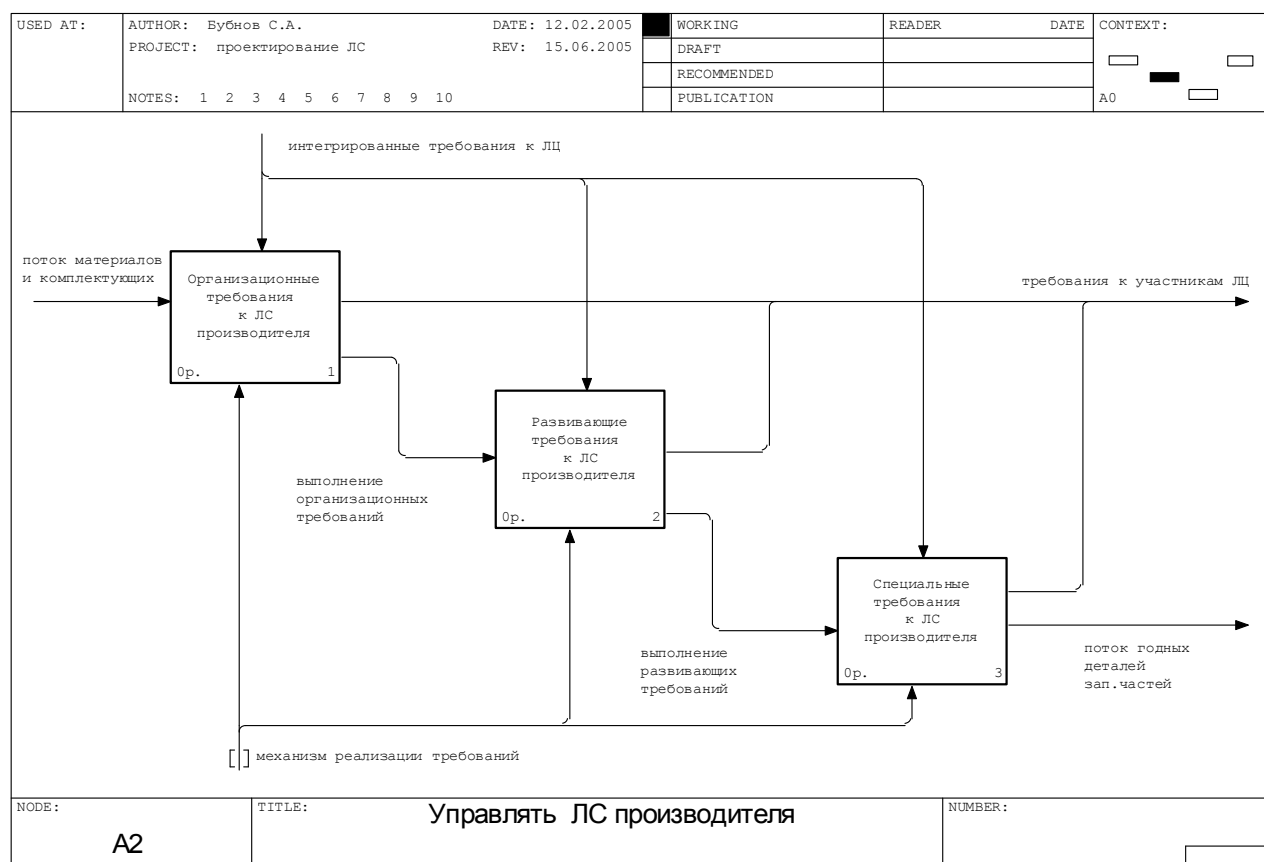 USED AT:
AUTHOR: Бубнов С.А.
DATE: 12.02.2005
PROJECT: проектирование ЛС
REV: 15.06.2005
NOTES: 1 2 3 4 5 6 7 8 9 10
WORKING
DRAFT
RECOMMENDED
PUBLICATION
READER
DATE
CONTEXT:
A0
интегрированные требования к ЛЦ
поток материалов
и комплектующих
Организационные
требования
к ЛС
производителя
0р.
1
требования к участникам ЛЦ
Развивающие
требования
к ЛС
производителя
0р.
2
выполнение
организационных
требований
Специальные
требования
к ЛС
производителя
0р.
3
выполнение
развивающих
требований
поток годных
деталей
зап.частей
механизм реализации требований
NODE:
A2
TITLE:
Управлять ЛС производителя
NUMBER: